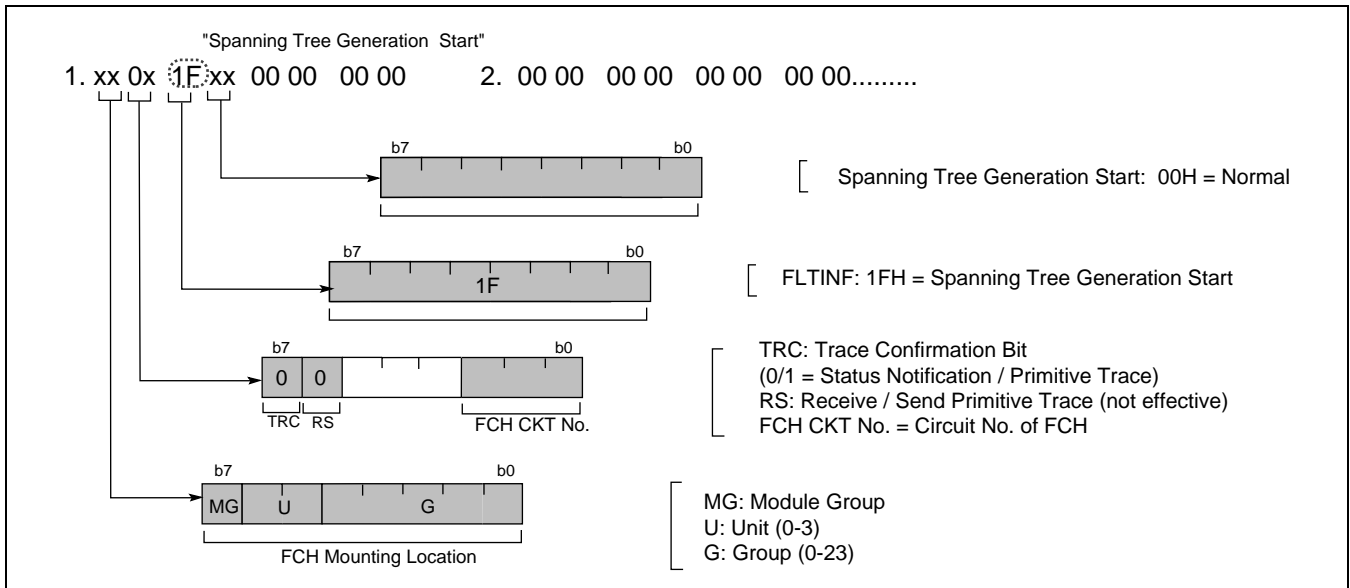 "Spanning Tree Generation Start"
1. xx 0x 1F xx 00 00 00 00 2. 00 00 00 00 00 00 00 00.........
b7 b0
Spanning Tree Generation Start: 00H = Normal
b7 b0
1F
FLTINF: 1FH = Spanning Tree Generation Start
b7 b0
0 0
TRC RS FCH CKT No.
TRC: Trace Confirmation Bit
(0/1 = Status Notification / Primitive Trace)
RS: Receive / Send Primitive Trace (not effective)
FCH CKT No. = Circuit No. of FCH
b7 b0
MG U G
FCH Mounting Location
MG: Module Group
U: Unit (0-3)
G: Group (0-23)